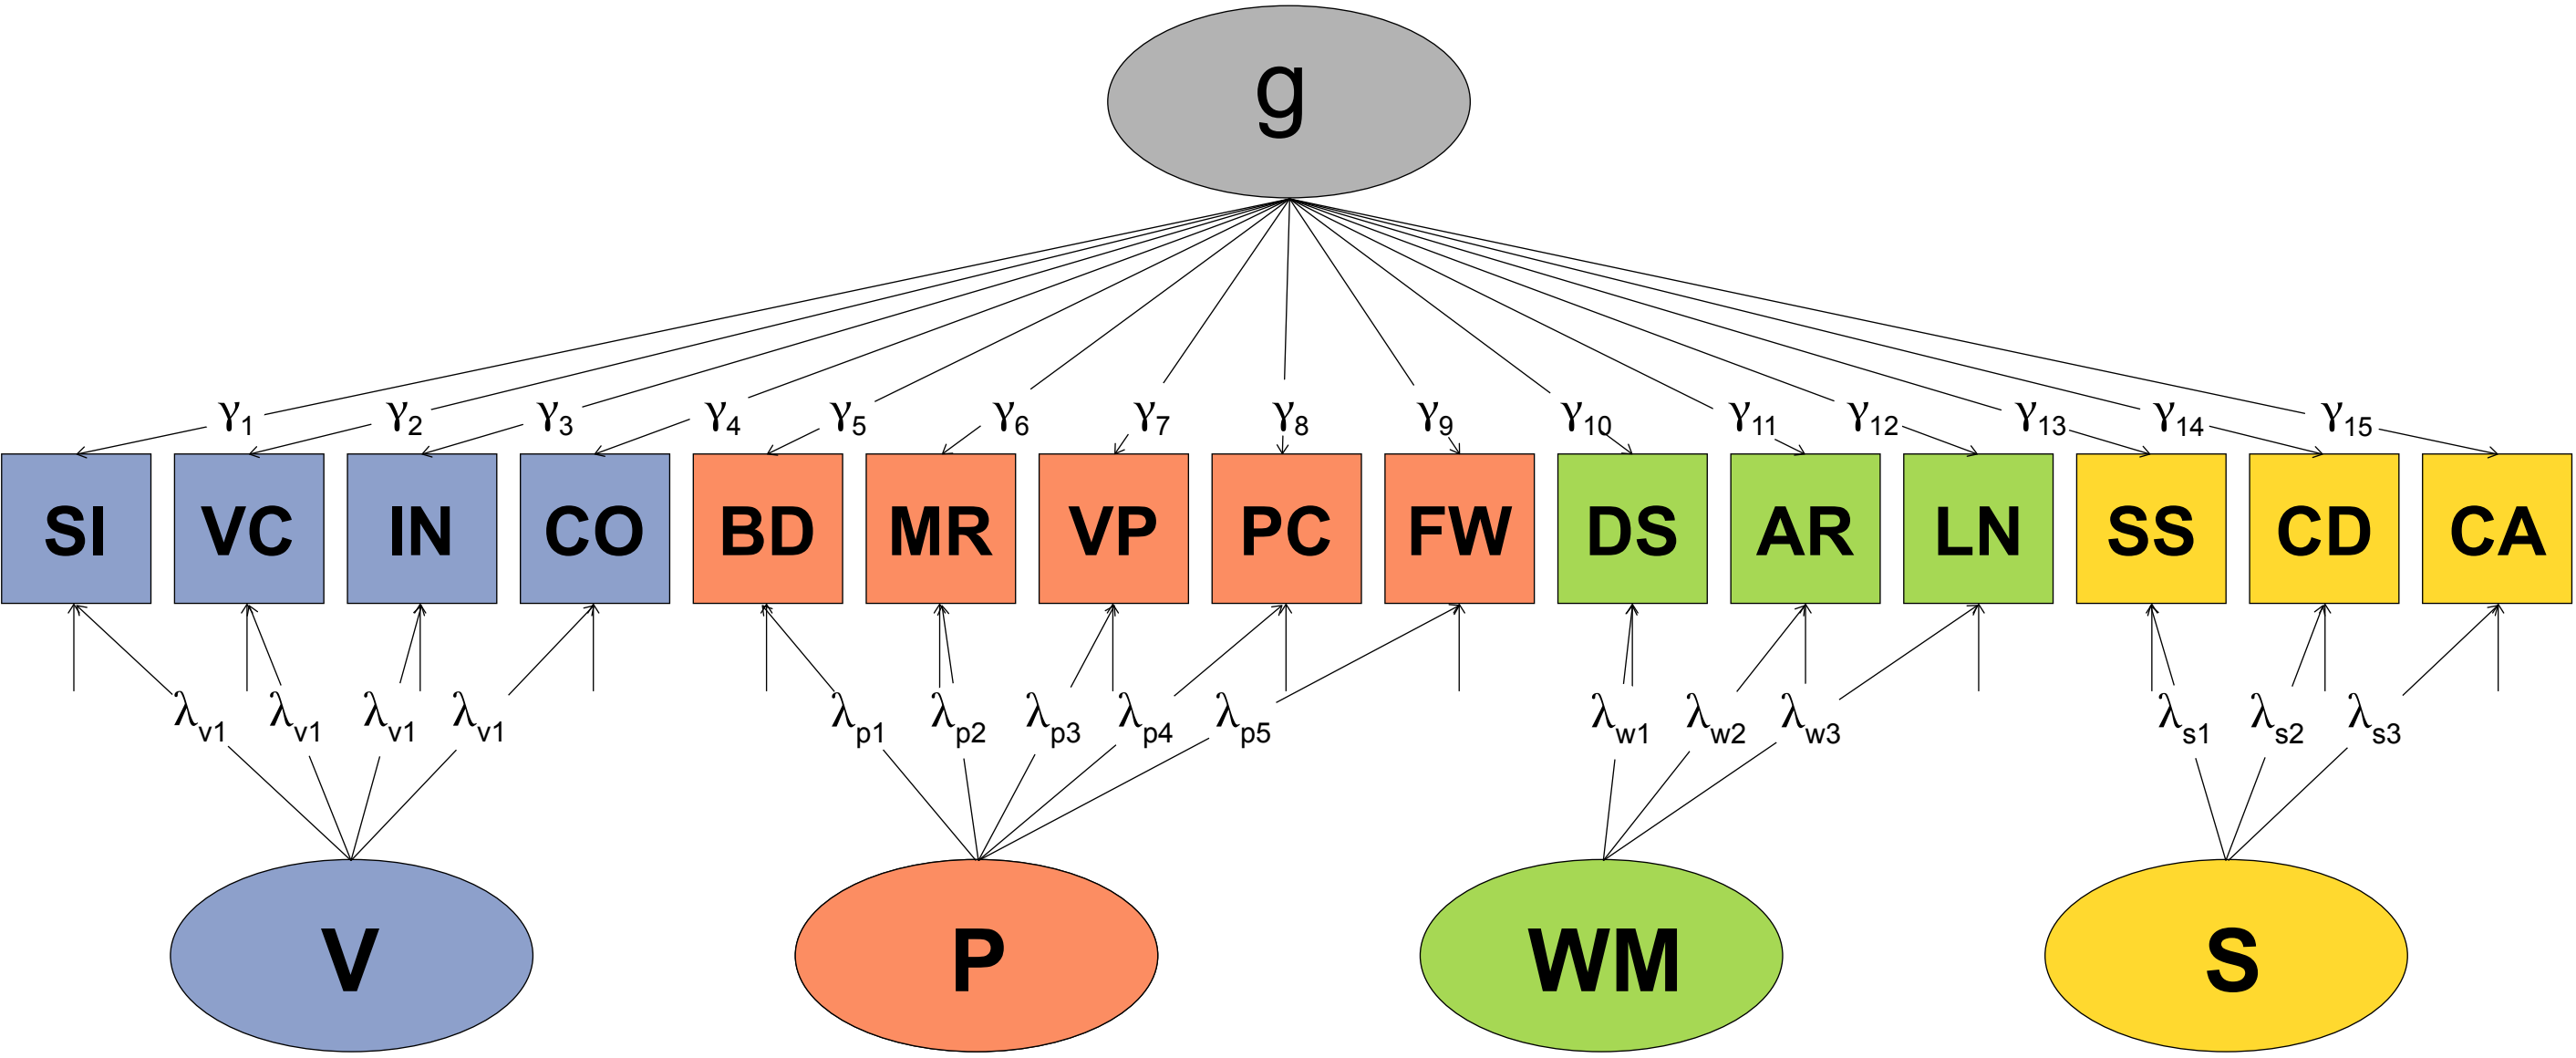 g
γ1 γ2 γ3 γ4 γ5 γ6 γ7 γ8 γ9 γ10 γ11 γ12 γ13 γ14 γ15
SI VC IN CO BD MR VP PC FW DS AR LN SS CD CA
λv1 λv1 λv1 λv1 λp1 λp2 λp3 λp4 λp5 λw1 λw2 λw3 λs1 λs2 λs3
V P WM S